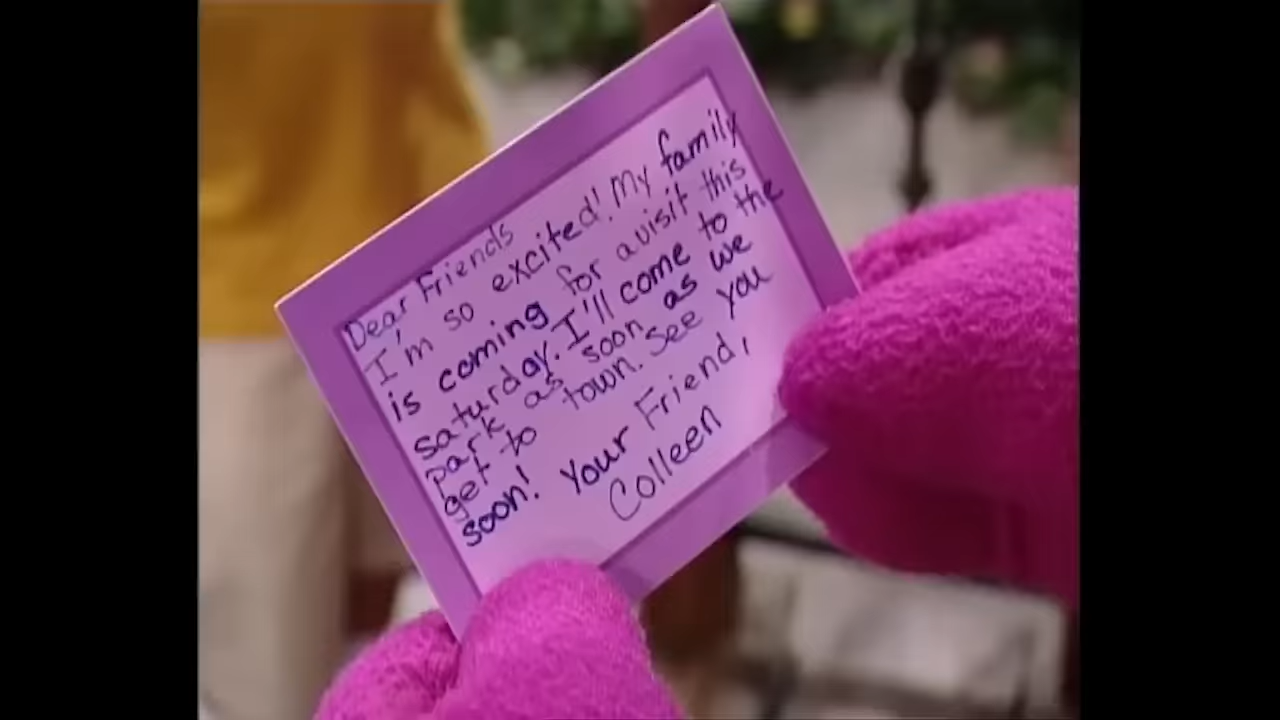 Dear Friends
I'm so excited! My family
is coming for a visit this
saturday. I'll come to the
park as soon as we
get to town. See you
soon! Your Friend,
Colleen